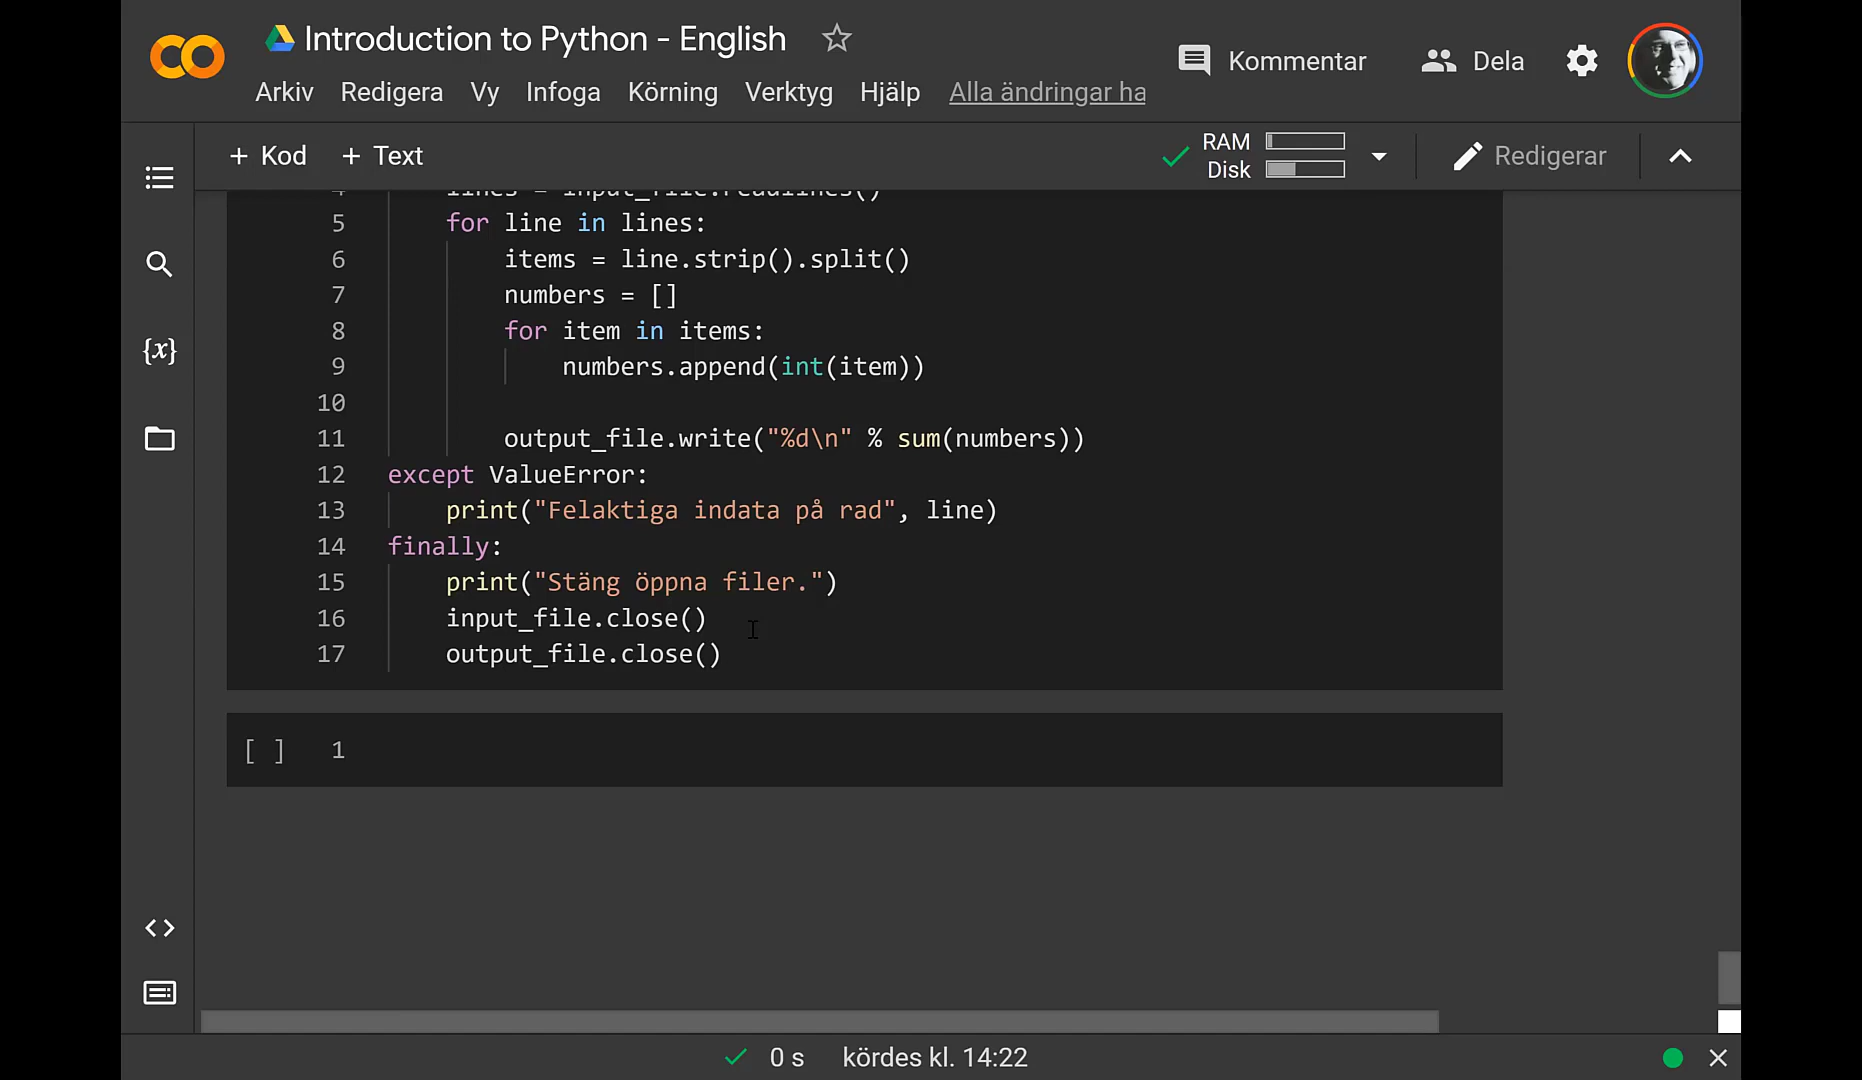 Introduction to Python - English
Kommentar
Dela
Arkiv Redigera Vy Infoga Körning Verktyg Hjälp Alla ändringar ha
+ Kod + Text
RAM
Disk
Redigerar
4 lines = input_file.readlines()
5 for line in lines:
6 items = line.strip().split()
7 numbers = []
8 for item in items:
9 numbers.append(int(item))
10
11 output_file.write("%d\n" % sum(numbers))
12 except ValueError:
13 print("Felaktiga indata på rad", line)
14 finally:
15 print("Stäng öppna filer.")
16 input_file.close()
17 output_file.close()
[ ] 1
0 s kördes kl. 14:22